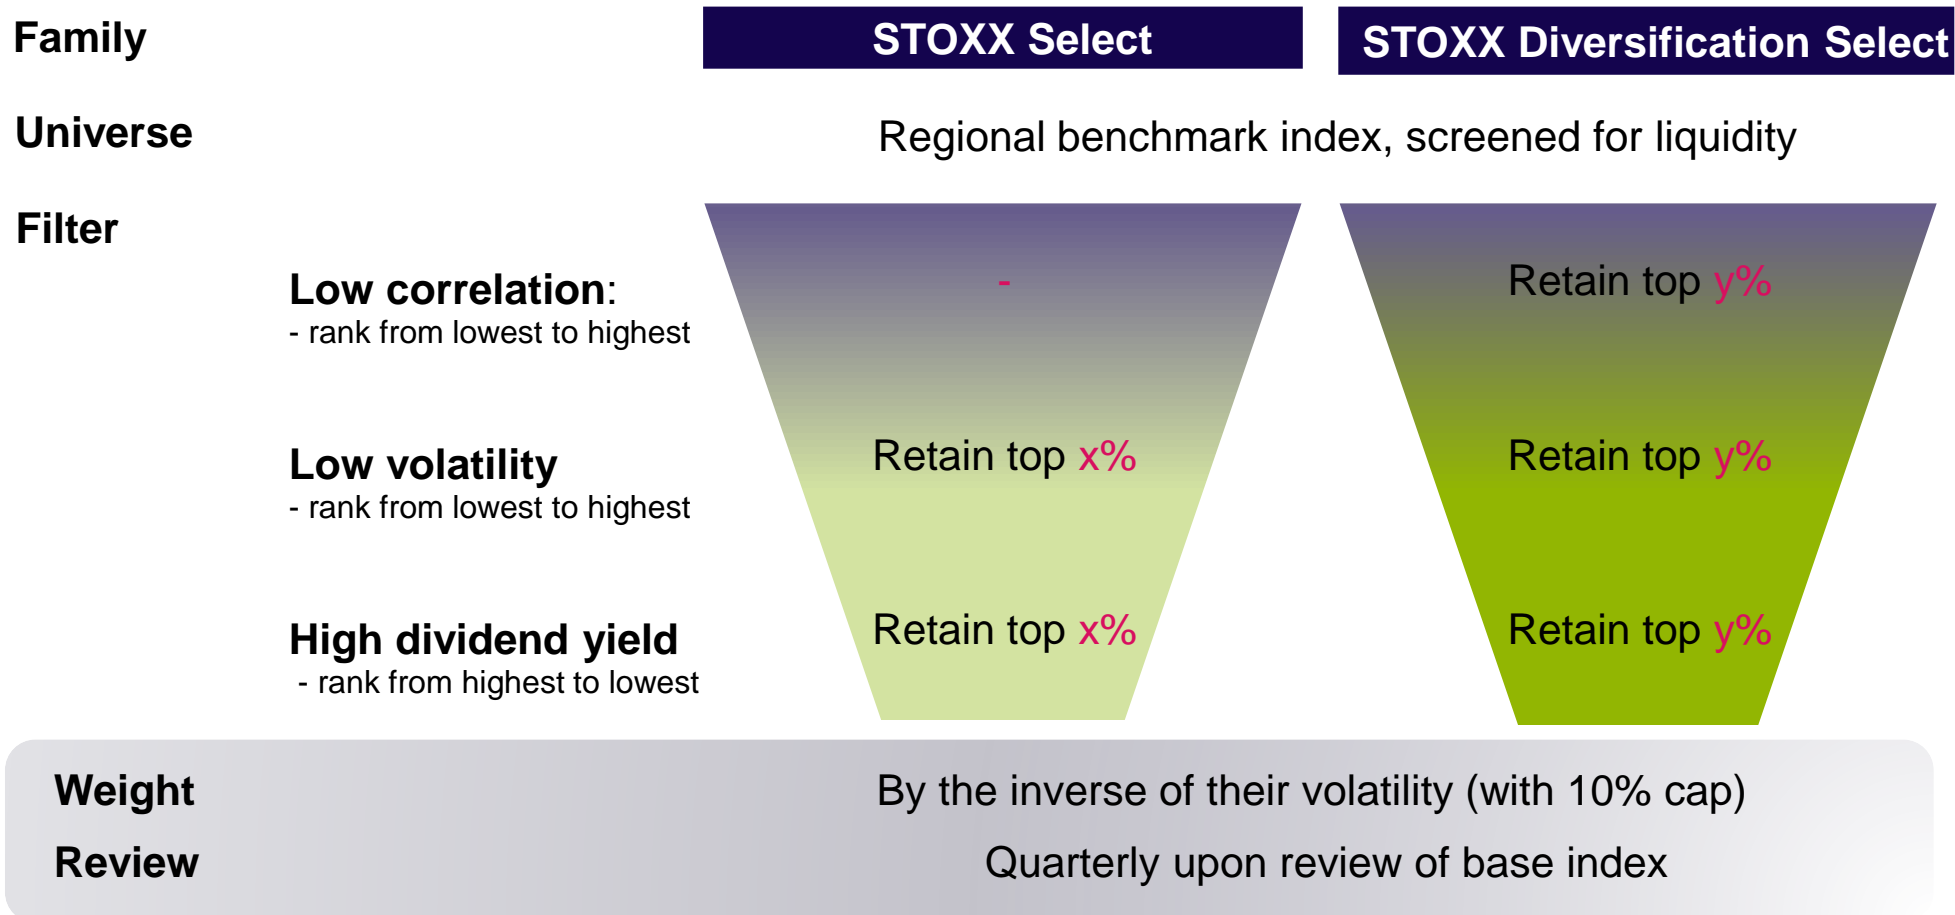 Family
STOXX Select
STOXX Diversification Select
Universe
Regional benchmark index, screened for liquidity
Filter
Low correlation:
- rank from lowest to highest
-
Retain top y%
Low volatility
- rank from lowest to highest
Retain top x%
Retain top y%
High dividend yield
- rank from highest to lowest
Retain top x%
Retain top y%
Weight
By the inverse of their volatility (with 10% cap)
Review
Quarterly upon review of base index